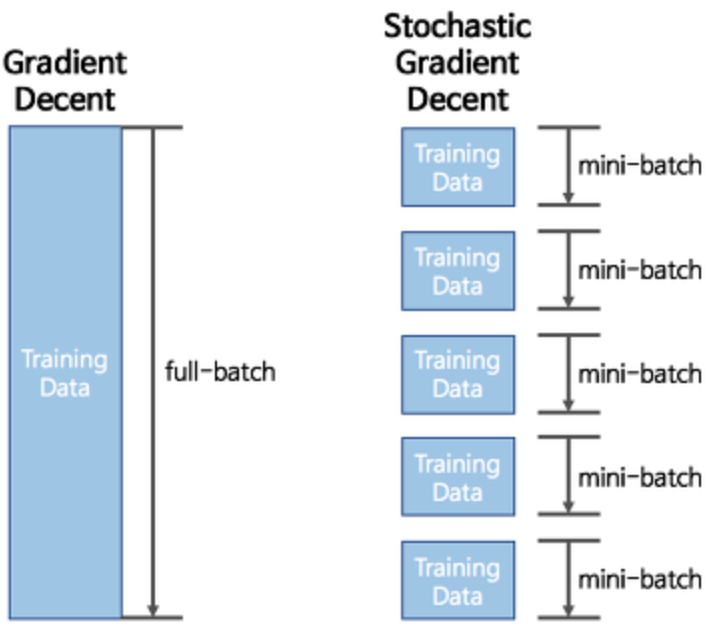 Gradient
Decent
Training
Data
full-batch
Stochastic
Gradient
Decent
Training
Data
mini-batch
Training
Data
mini-batch
Training
Data
mini-batch
Training
Data
mini-batch
Training
Data
mini-batch